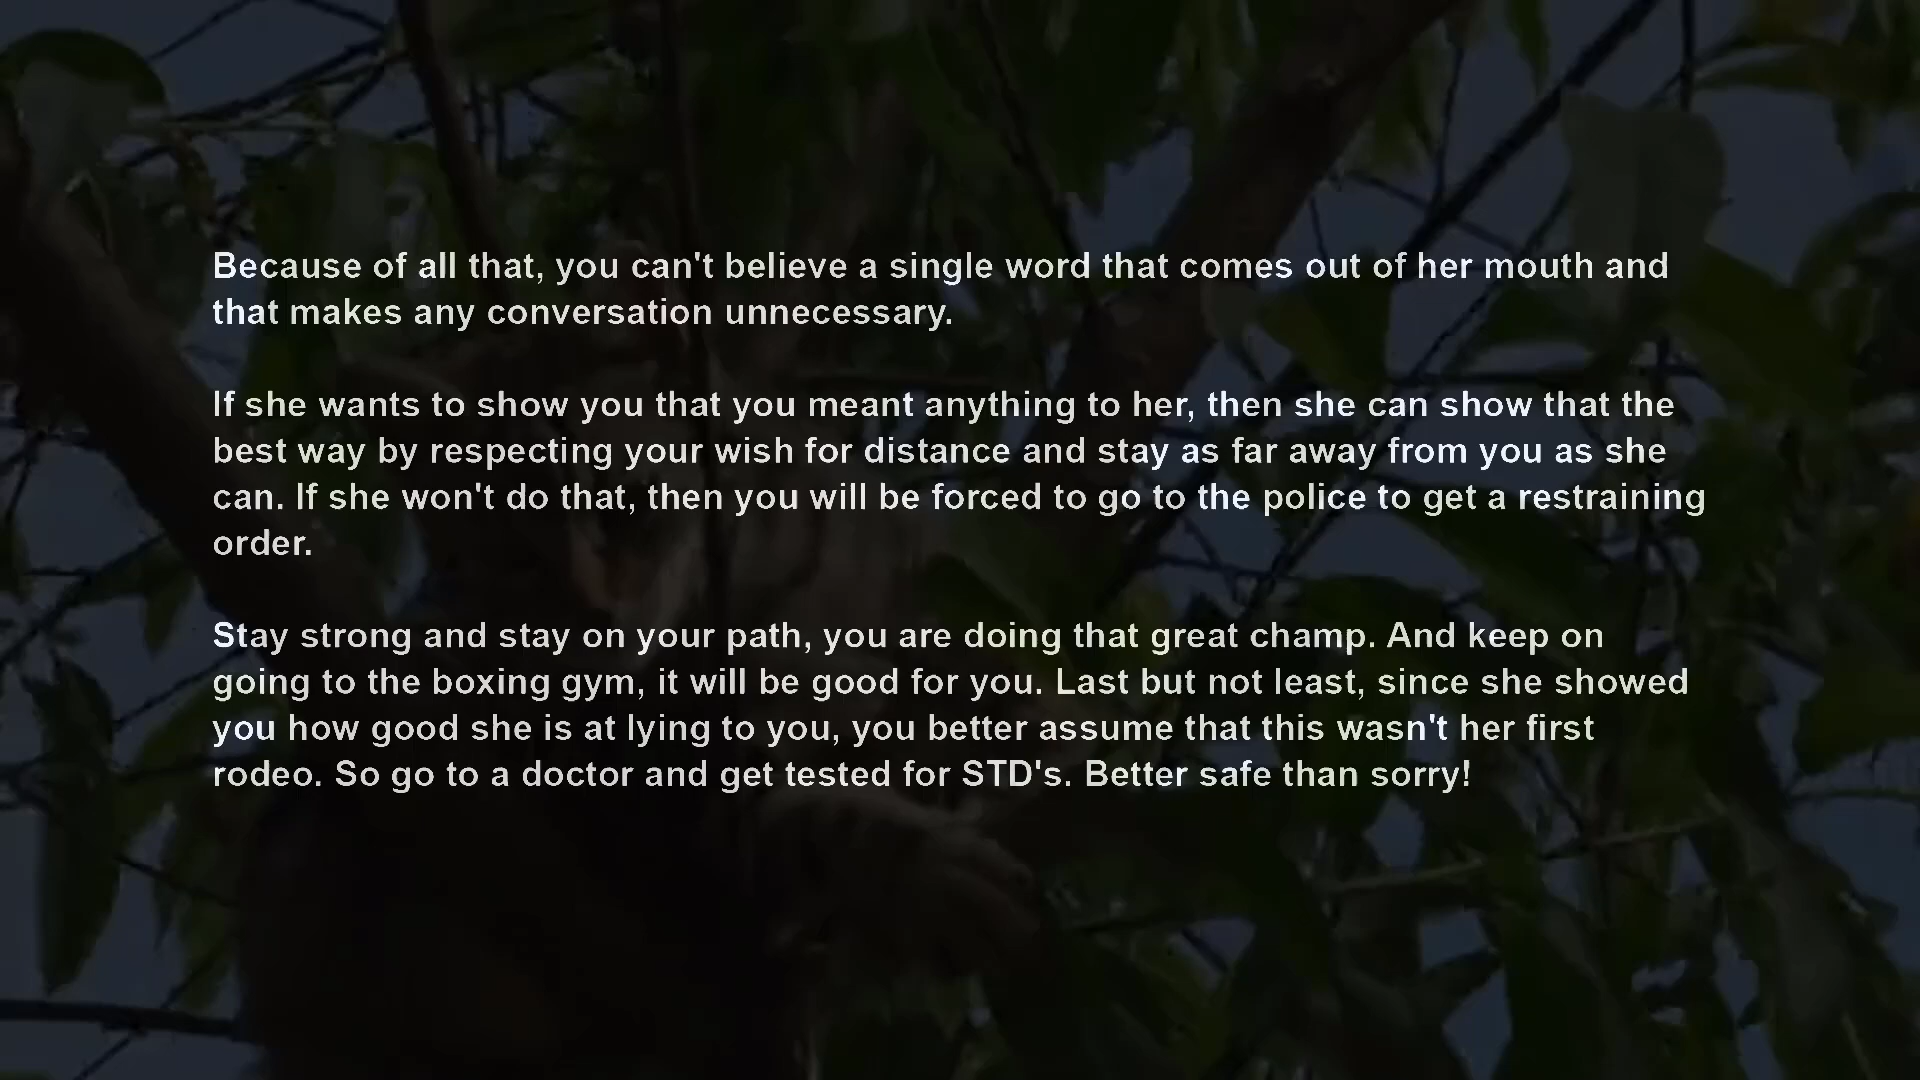 Because of all that, you can't believe a single word that comes out of her mouth and
that makes any conversation unnecessary.
If she wants to show you that you meant anything to her, then she can show that the
best way by respecting your wish for distance and stay as far away from you as she
can. If she won't do that, then you will be forced to go to the police to get a restraining
order.
Stay strong and stay on your path, you are doing that great champ. And keep on
going to the boxing gym, it will be good for you. Last but not least, since she showed
you how good she is at lying to you, you better assume that this wasn't her first
rodeo. So go to a doctor and get tested for STD's. Better safe than sorry!